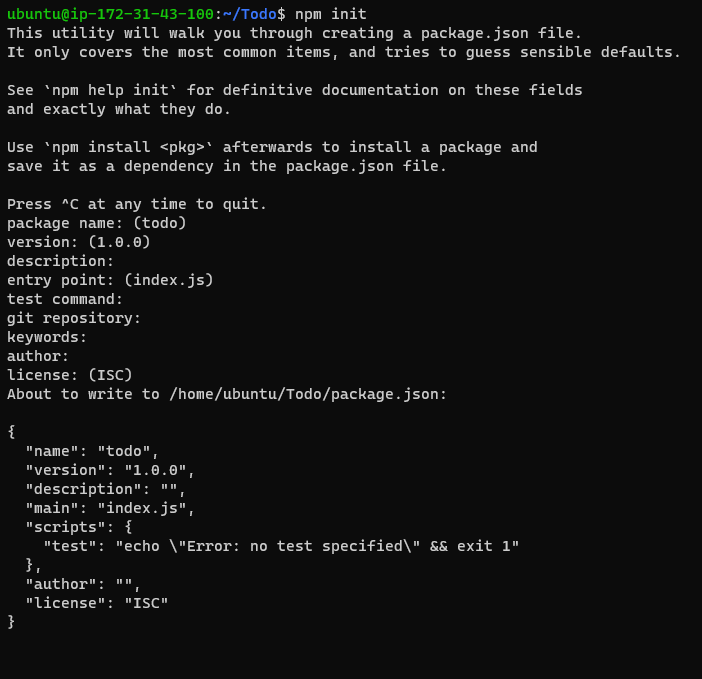 ubuntu@ip-172-31-43-100:~/Todo$ npm init
This utility will walk you through creating a package.json file.
It only covers the most common items, and tries to guess sensible defaults.

See `npm help init` for definitive documentation on these fields
and exactly what they do.

Use `npm install <pkg>` afterwards to install a package and
save it as a dependency in the package.json file.

Press ^C at any time to quit.
package name: (todo)
version: (1.0.0)
description:
entry point: (index.js)
test command:
git repository:
keywords:
author:
license: (ISC)
About to write to /home/ubuntu/Todo/package.json:

{
  "name": "todo",
  "version": "1.0.0",
  "description": "",
  "main": "index.js",
  "scripts": {
    "test": "echo \"Error: no test specified\" && exit 1"
  },
  "author": "",
  "license": "ISC"
}